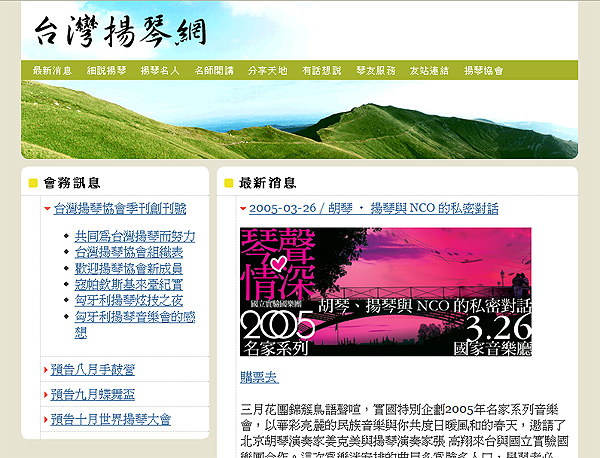 台灣揚琴網
最新消息 細說揚琴 揚琴名人 名師開講 分享天地 有話想說 琴友服務 友站連結 揚琴協會
會務訊息
台灣揚琴協會季刊創刊號
共同為台灣揚琴而努力
台灣揚琴協會組織表
歡迎揚琴協會新成員
寇帕欽斯基來臺紀實
匈牙利揚琴炫技之夜
匈牙利揚琴音樂會的感
想
預告八月手敲營
預告九月蝶舞盃
預告十月世界揚琴大會
最新消息
2005-03-26 / 胡琴 ‧ 揚琴與 NCO 的私密對話
琴聲
情深
國立實驗國樂團
2005
名家系列
胡琴、揚琴與 NCO 的私密對話
3.26
國家音樂廳
購票去
三月花團錦簇鳥語聲喧，實國特別企劃2005年名家系列音樂
會，以華彩亮麗的民族音樂與你共度日暖風和的春天，邀請了
北京胡琴演奏家姜克美與揚琴演奏家張 高翔來台與國立實驗國